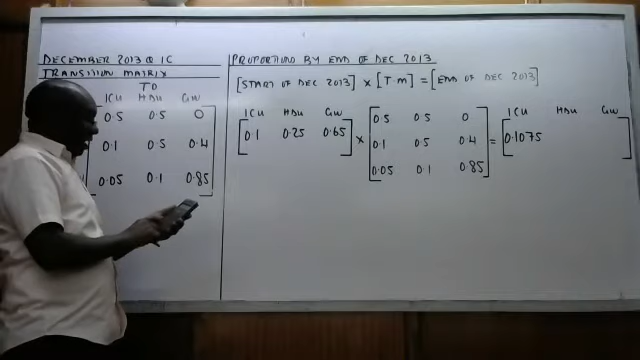 DECEMBER 2013 Q 1C
TRANSITION MATRIX
TO
ICU HDU GW
0.5 0.5 0
0.1 0.5 0.4
0.05 0.1 0.85
PROPORTIONS BY END OF DEC 2013
[START OF DEC 2013] x [T.M] = [END OF DEC 2013]
ICU HDU GW ICU HDU GW
[0.1 0.25 0.65] x [0.5 0.5 0 = [0.1075 ]
0.1 0.5 0.4
0.05 0.1 0.85]